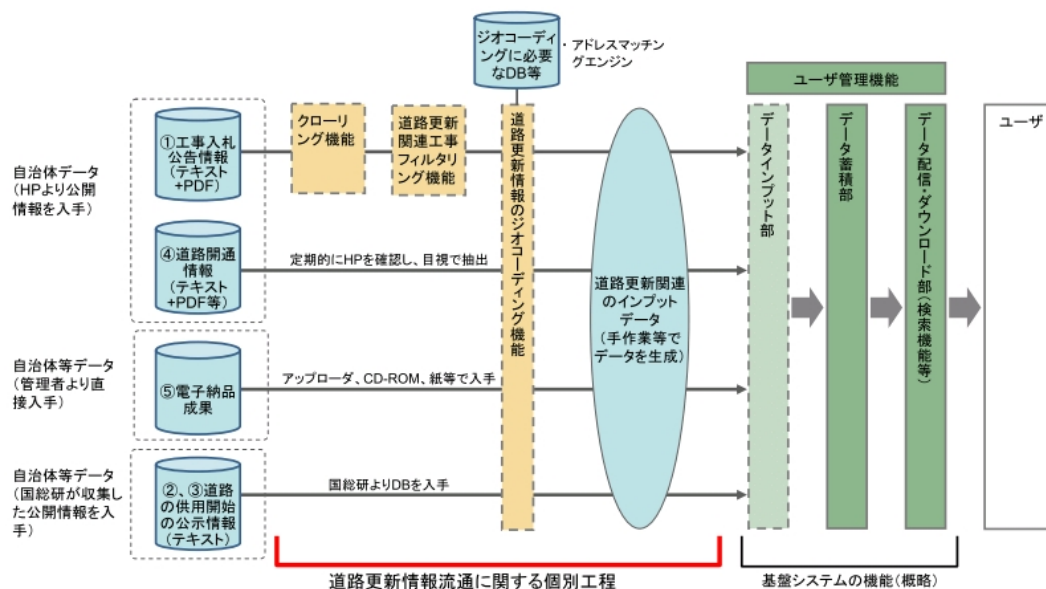 ジオコーディ
ングに必要
なDB等
・アドレスマッチン
グエンジン
ユーザ管理機能
自治体データ
(HPより公開
情報を入手)
①工事入札
公告情報
(テキスト
+PDF)
クローリ
ング機能
道路更新
関連工事
フィルタリ
ング機能
道路更新情報のジオコーディング機能
データインプット部
データ蓄積部
データ配信・ダウンロード部(検索機能等)
ユーザ
④道路開通
情報
(テキスト
+PDF等)
定期的にHPを確認し、目視で抽出
道路更新関連
のインプット
データ
(手作業等で
データを生成)
自治体等データ
(管理者より直
接入手)
⑤電子納品
成果
アップローダ、CD-ROM、紙等で入手
自治体等データ
(国総研が収集し
た公開情報を入
手)
②、③道路
の供用開始
の公示情報
(テキスト)
国総研よりDBを入手
道路更新情報流通に関する個別工程
基盤システムの機能(概略)